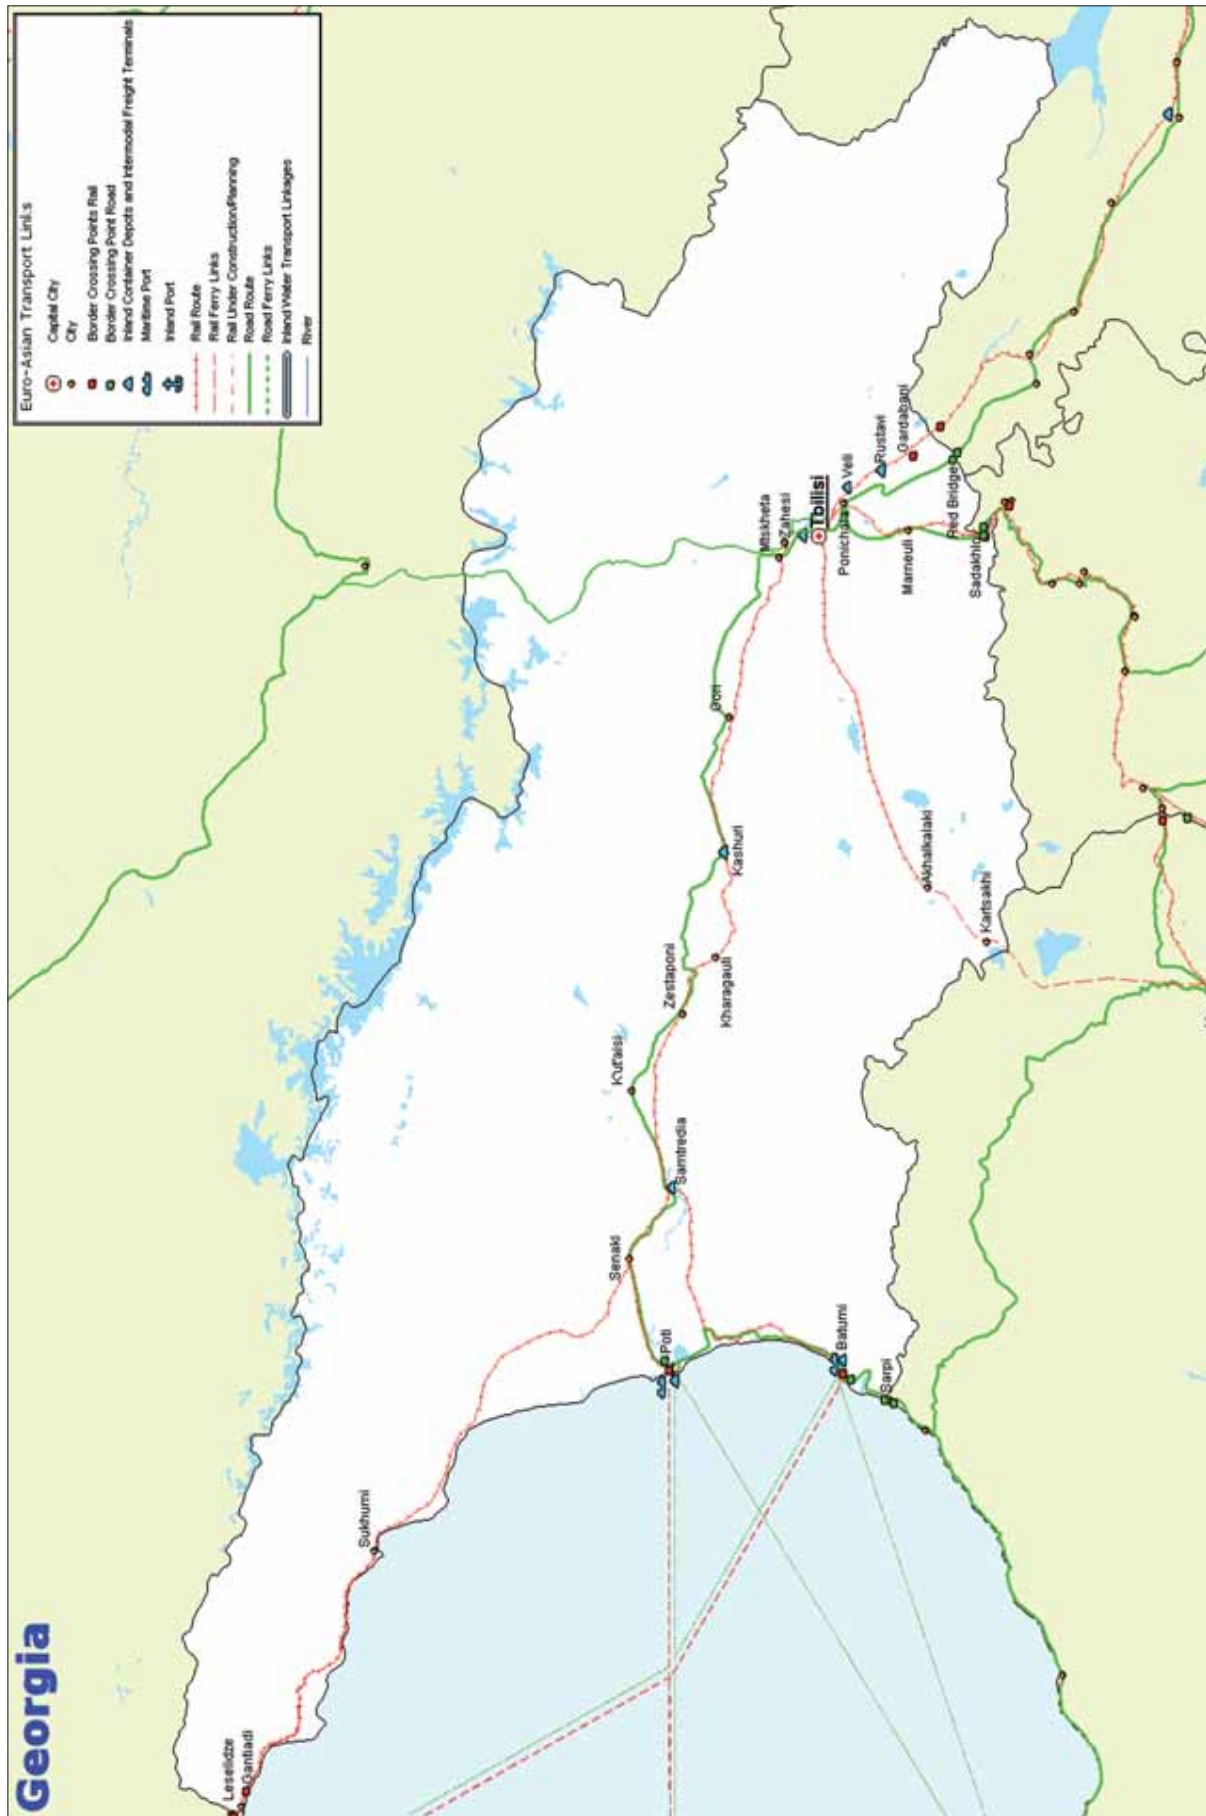 Georgia
Euro-Asian Transport Links
Capital City
City
Border Crossing Points Rail
Border Crossing Point Road
Inland Container Depots and Intermodal Freight Terminals
Maritime Port
Inland Port
Rail Route
Rail Ferry Links
Rail Under Construction/Planning
Road Route
Road Ferry Links
Inland Water Transport Linkages
River
Leselidze
Gantiadi
Sukhumi
Senaki
Poti
Samtredia
K'ut'aisi
Zestaponi
Kharagauli
Kashuri
Gori
Mtskheta
Zahesi
Tbilisi
Veli
Ponichala
Rustavi
Gardabani
Marneuli
Red Bridge
Sadakhlo
Akhalkalaki
Kartsakhi
Batumi
Sarpi